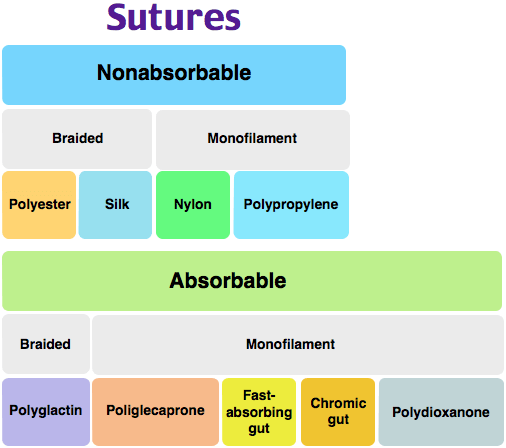 Sutures
Nonabsorbable
Braided
Monofilament
Polyester
Silk
Nylon
Polypropylene
Absorbable
Braided
Monofilament
Polyglactin
Poliglecaprone
Fast-
absorbing
gut
Chromic
gut
Polydioxanone